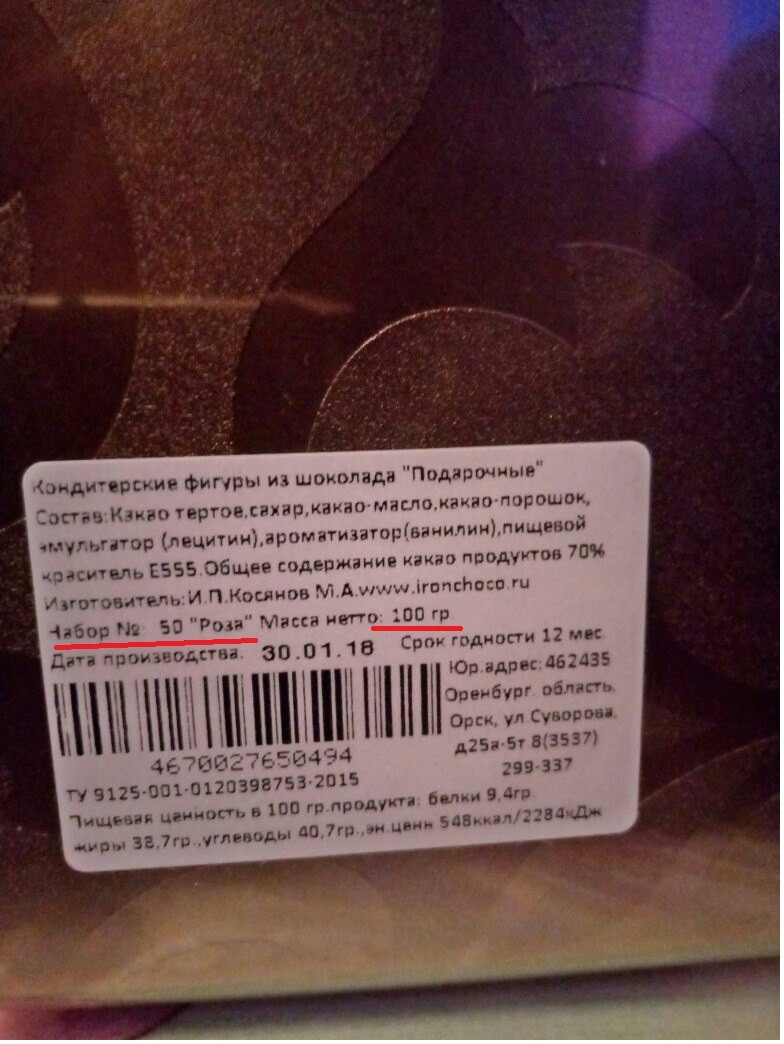 Кондитерские фигуры из шоколада "Подарочные"
Состав:Какао тертое,сахар,какао-масло,какао-порошок,
эмульгатор (лецитин),ароматизатор(ванилин),пищевой
краситель Е555.Общее содержание какао продуктов 70%
Изготовитель:И.П.Косянов М.А.www.ironchoco.ru
Набор №: 50 "Роза" Масса нетто: 100 гр.
Дата производства: 30.01.18 Срок годности 12 мес.
Юр.адрес:462435
Оренбург. область,
Орск, ул.Суворова,
д25а-5т 8(3537)
299-337
4670027650494
ТУ 9125-001-0120398753-2015
Пищевая ценность в 100 гр.продукта: белки 9,4гр.
жиры 38,7гр.,углеводы 40,7гр.,эн.ценн 548ккал/2284кДж